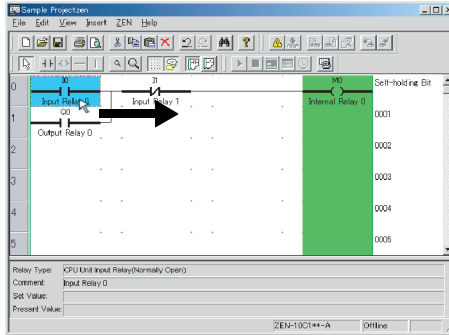 Sample Projectzen
File Edit View Insert ZEN Help
0 I0 I1 M0 Self-holding Bit
Input Relay 0 Input Relay 1 Internal Relay 0
1 Q0 0001
Output Relay 0
2 0002
3 0003
4 0004
5 0005
Relay Type: CPU Unit Input Relay(Normally Open)
Comment: Input Relay 0
Set Value:
Present Value:
ZEN-10C1**-A Offline